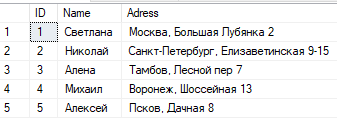 ID Name Adress
1 1 Светлана Москва, Большая Лубянка 2
2 2 Николай Санкт-Петербург, Елизаветинская 9-15
3 3 Алена Тамбов, Лесной пер 7
4 4 Михаил Воронеж, Шоссейная 13
5 5 Алексей Псков, Дачная 8